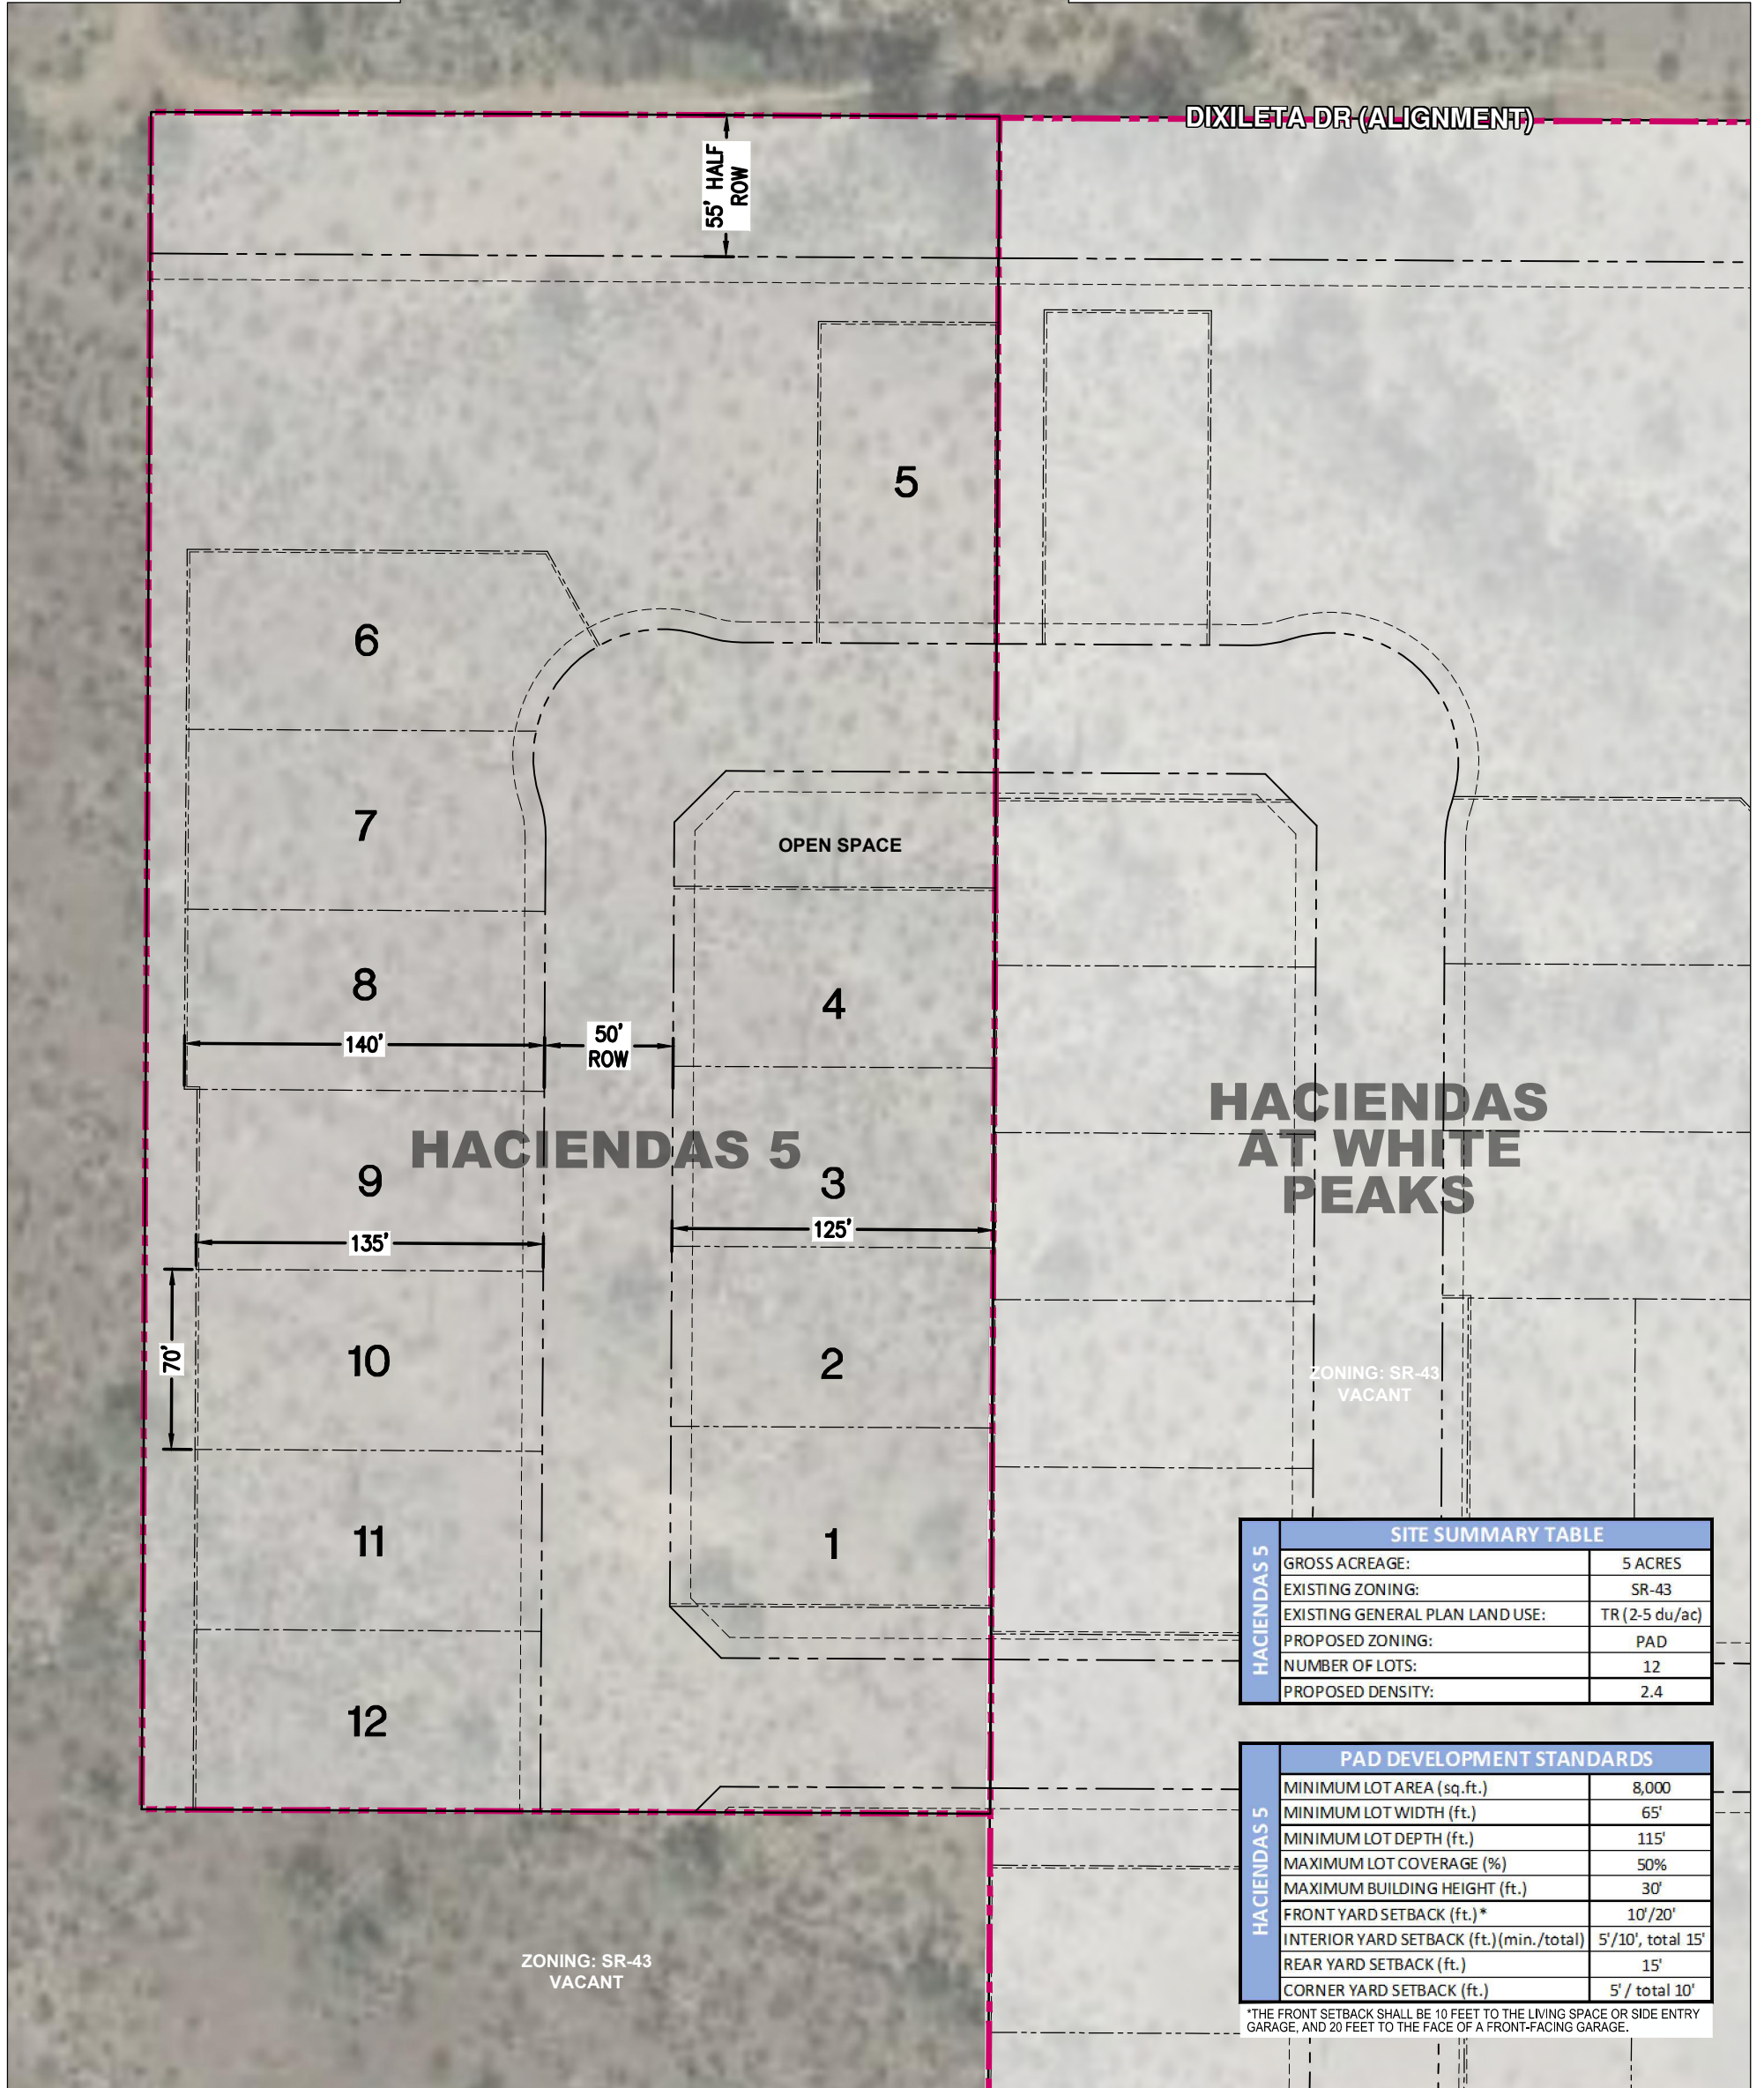 DIXILETA DR (ALIGNMENT)
55' HALF
ROW
5
6
7
OPEN SPACE
8
4
140'
50'
ROW
HACIENDAS
AT WHITE
PEAKS
HACIENDAS 5
9
3
125'
135'
70'
10
2
ZONING: SR-43
VACANT
11
1
12
HACIENDAS 5
SITE SUMMARY TABLE
GROSS ACREAGE: 5 ACRES
EXISTING ZONING: SR-43
EXISTING GENERAL PLAN LAND USE: TR (2-5 du/ac)
PROPOSED ZONING: PAD
NUMBER OF LOTS: 12
PROPOSED DENSITY: 2.4
HACIENDAS 5
PAD DEVELOPMENT STANDARDS
MINIMUM LOT AREA (sq.ft.) 8,000
MINIMUM LOT WIDTH (ft.) 65'
MINIMUM LOT DEPTH (ft.) 115'
MAXIMUM LOT COVERAGE (%) 50%
MAXIMUM BUILDING HEIGHT (ft.) 30'
FRONT YARD SETBACK (ft.)* 10'/20'
INTERIOR YARD SETBACK (ft.)(min./total) 5'/10', total 15'
REAR YARD SETBACK (ft.) 15'
CORNER YARD SETBACK (ft.) 5' / total 10'
*THE FRONT SETBACK SHALL BE 10 FEET TO THE LIVING SPACE OR SIDE ENTRY
GARAGE, AND 20 FEET TO THE FACE OF A FRONT-FACING GARAGE.
ZONING: SR-43
VACANT